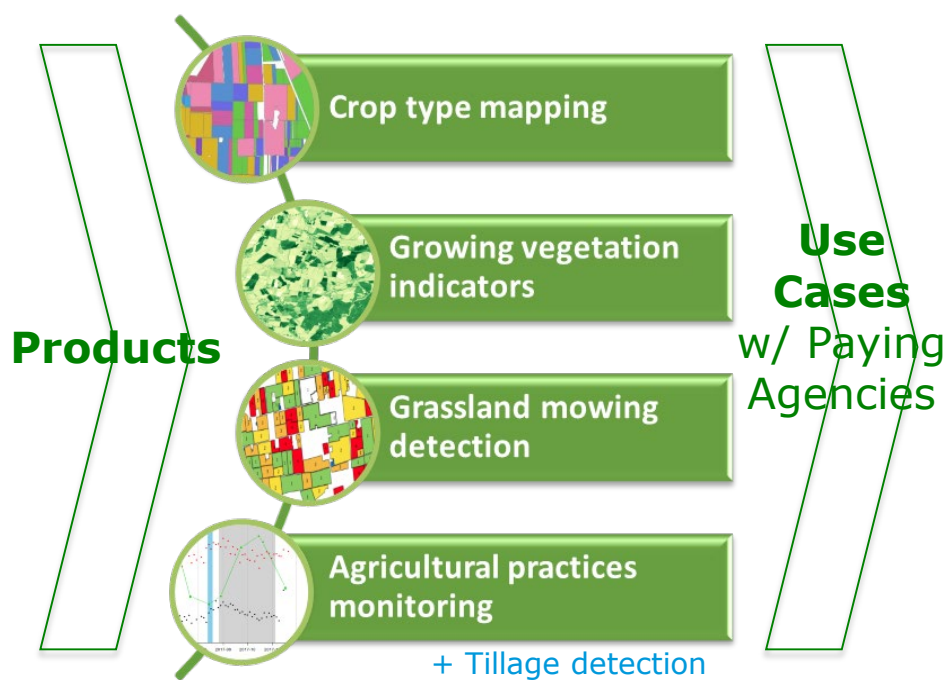 Products
Crop type mapping
Growing vegetation
indicators
Grassland mowing
detection
Agricultural practices
monitoring
+ Tillage detection
Use
Cases
w/ Paying
Agencies